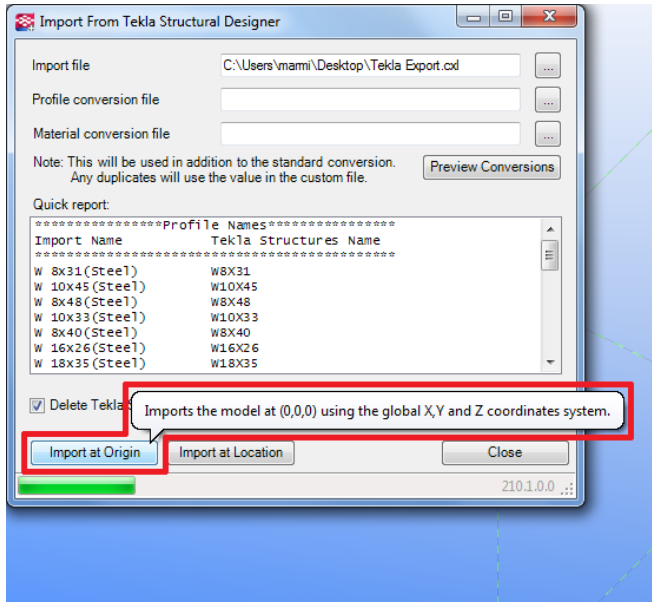 Import From Tekla Structural Designer
Import file C:\Users\marmi\Desktop\Tekla Export.cxl ...
Profile conversion file ...
Material conversion file ...
Note: This will be used in addition to the standard conversion.
Any duplicates will use the value in the custom file.
Preview Conversions
Quick report:
****************Profile Names****************
Import Name Tekla Structures Name
*********************************************
W 8x31(Steel) W8X31
W 10x45(Steel) W10X45
W 8x48(Steel) W8X48
W 10x33(Steel) W10X33
W 8x40(Steel) W8X40
W 16x26(Steel) W16X26
W 18x35(Steel) W18X35
Delete Tekla
Imports the model at (0,0,0) using the global X,Y and Z coordinates system.
Import at Origin Import at Location Close
210.1.0.0